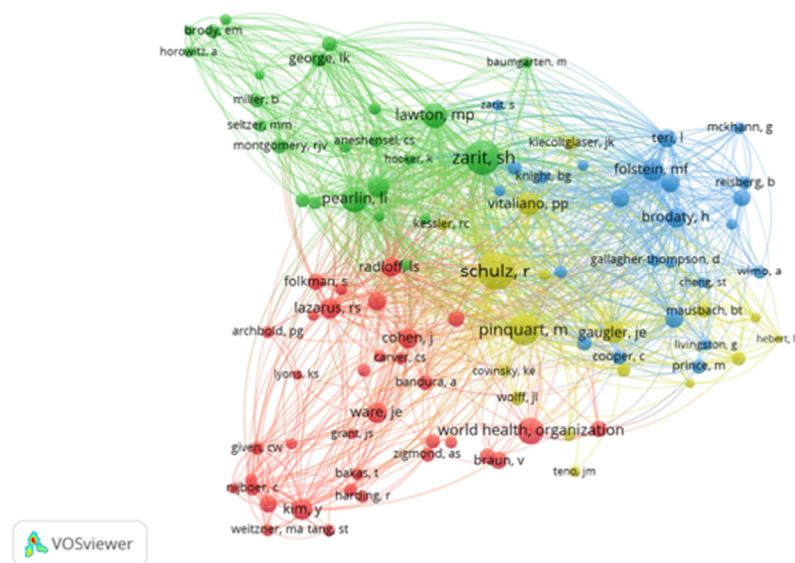 brody, em
horowitz, a
george, lk
baumgarten, m
miller, b
lawton, mp
zarit, s
seltzer, mm
aneshensel, cs
montgomery, rjv
hooker, k
zarit, sh
kiecoltglaser, jk
teri, l
mckhann, g
knight, bg
folstein, mf
reisberg, b
pearlin, li
vitaliano, pp
brodaty, h
kessler, rc
radloff, ls
schulz, r
gallagher-thompson, d
wimo, a
folkman, s
cheng, st
lazarus, rs
mausbach, bt
archbold, pg
cohen, j
pinquart, m
gaugler, je
livingston, g
hebert, l
carver, cs
cooper, c
prince, m
lyons, ks
bandura, a
covinsky, ke
wolff, jl
ware, je
grant, js
world health, organization
given, cw
zigmond, as
braun, v
teno, jm
bakas, t
nijboer, c
harding, r
kim, y
weitzner, ma
tang, st
VOSviewer